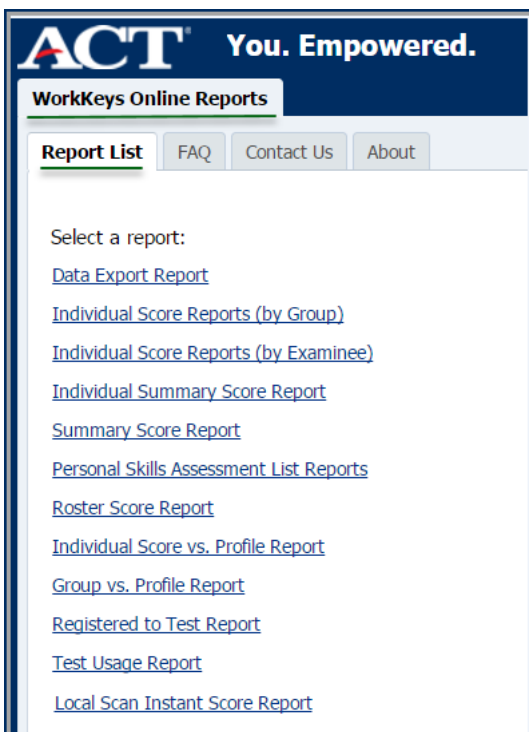 ACT® You. Empowered.
WorkKeys Online Reports
Report List FAQ Contact Us About
Select a report:
Data Export Report
Individual Score Reports (by Group)
Individual Score Reports (by Examinee)
Individual Summary Score Report
Summary Score Report
Personal Skills Assessment List Reports
Roster Score Report
Individual Score vs. Profile Report
Group vs. Profile Report
Registered to Test Report
Test Usage Report
Local Scan Instant Score Report